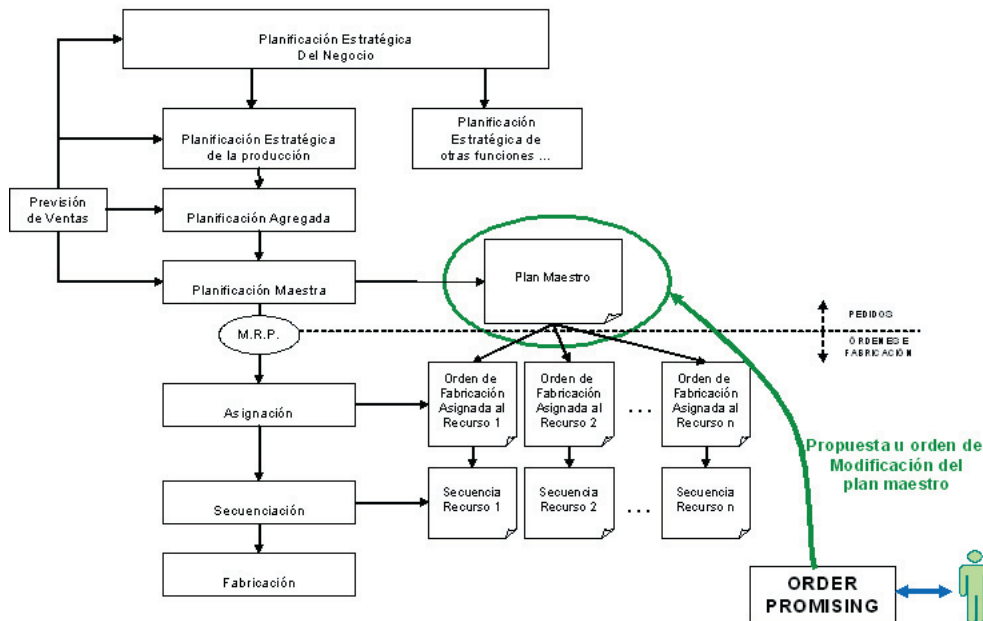 Planificación Estratégica
Del Negocio
Planificación Estratégica
de la producción
Planificación
Estratégica de
otras funciones ...
Previsión
de Ventas
Planificación Agregada
Planificación Maestra
Plan Maestro
M.R.P.
PEDIDOS
ÓRDENES E
FABRICACIÓN
Asignación
Orden de
Fabricación
Asignada al
Recurso 1
Orden de
Fabricación
Asignada al
Recurso 2
...
Orden de
Fabricación
Asignada al
Recurso n
Propuesta u orden de
Modificación del
plan maestro
Secuenciación
Secuencia
Recurso 1
Secuencia
Recurso 2
...
Secuencia
Recurso n
Fabricación
ORDER
PROMISING